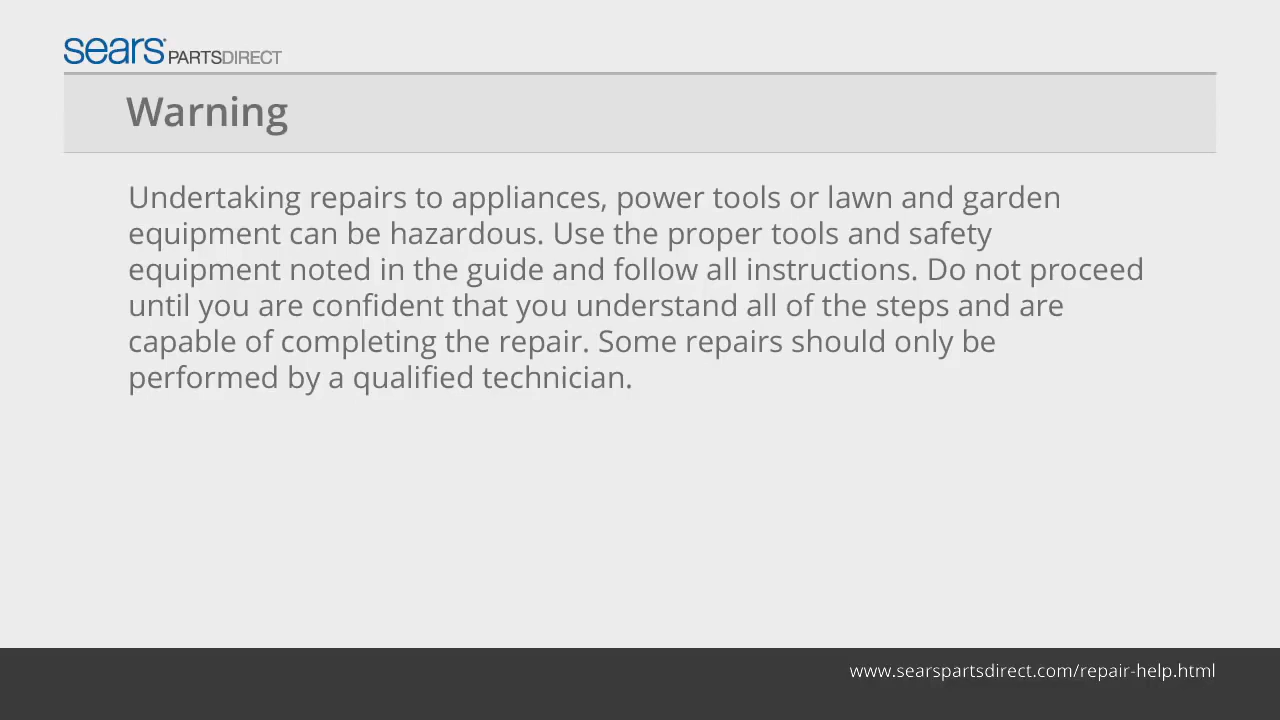 sears PARTSDIRECT
Warning
Undertaking repairs to appliances, power tools or lawn and garden
equipment can be hazardous. Use the proper tools and safety
equipment noted in the guide and follow all instructions. Do not proceed
until you are confident that you understand all of the steps and are
capable of completing the repair. Some repairs should only be
performed by a qualified technician.
www.searspartsdirect.com/repair-help.html